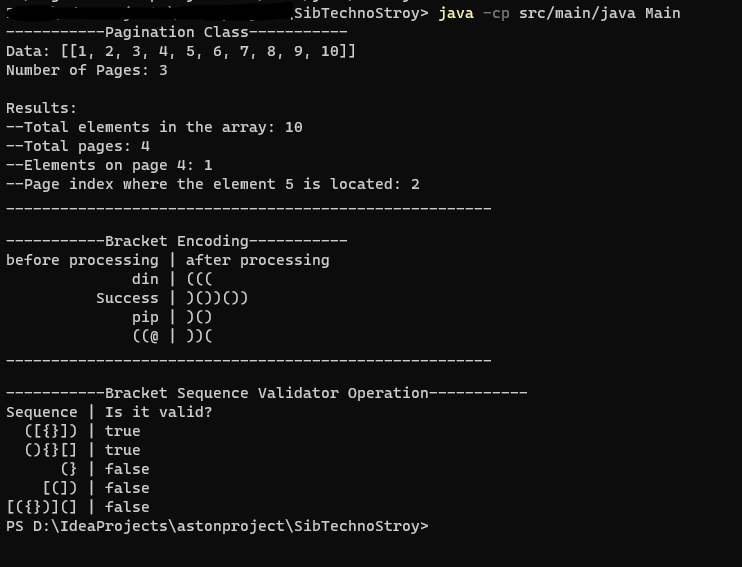 \SibTechnoStroy> java -cp src/main/java Main
-----------Pagination Class-----------
Data: [[1, 2, 3, 4, 5, 6, 7, 8, 9, 10]]
Number of Pages: 3
Results:
--Total elements in the array: 10
--Total pages: 4
--Elements on page 4: 1
--Page index where the element 5 is located: 2
------------------------------------------------------
-----------Bracket Encoding-----------
before processing | after processing
din | (((
Success | )())())
pip | )()
((@ | ))(
------------------------------------------------------
-----------Bracket Sequence Validator Operation-----------
Sequence | Is it valid?
([{}]) | true
(){}[] | true
(} | false
[(]) | false
[({})](] | false
PS D:\IdeaProjects\astonproject\SibTechnoStroy>